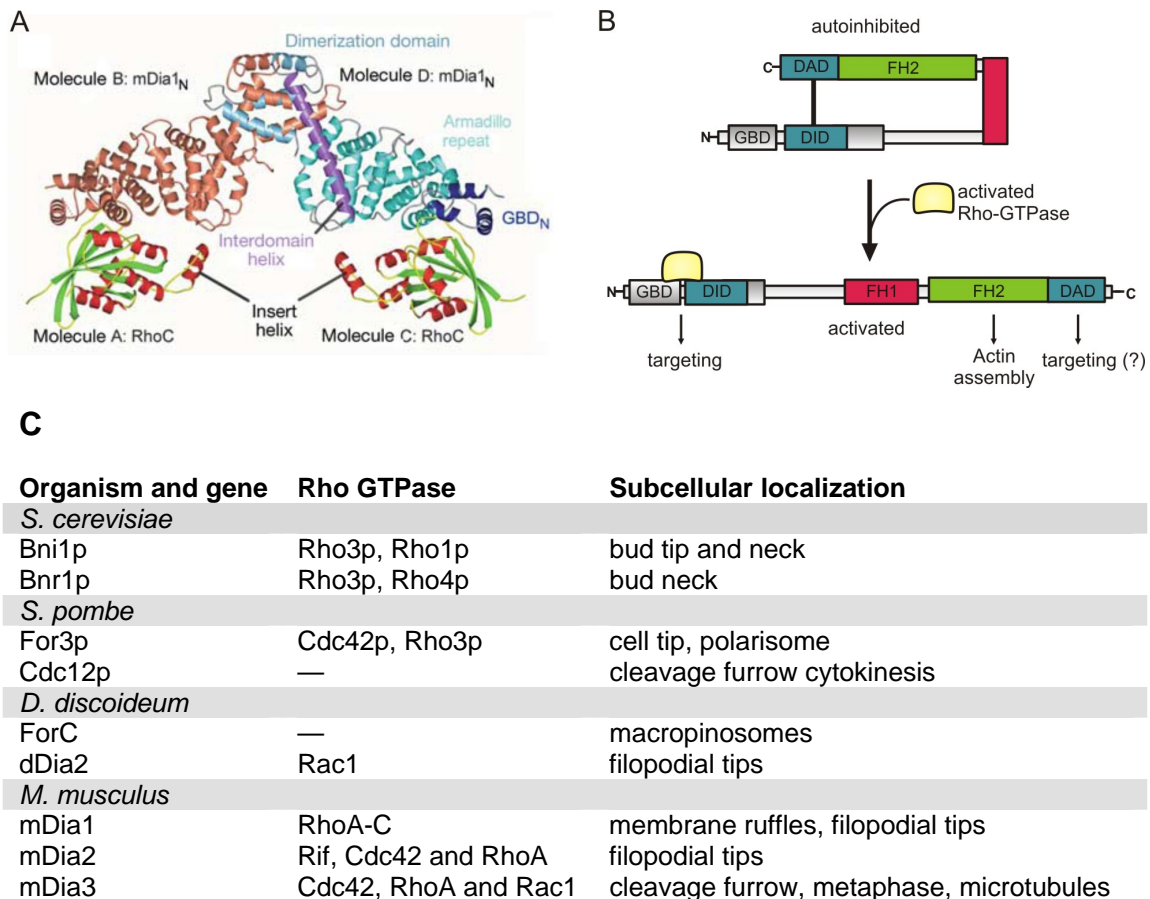 A
Dimerization domain
Molecule B: mDia1N
Molecule D: mDia1N
Armadillo
repeat
GBDN
Interdomain
helix
Insert
helix
Molecule A: RhoC
Molecule C: RhoC
B
autoinhibited
C
DAD
FH2
N
GBD
DID
activated
Rho-GTPase
N
GBD
DID
FH1
FH2
DAD
C
activated
targeting
Actin
assembly
targeting (?)
C
Organism and gene Rho GTPase Subcellular localization
S. cerevisiae
Bni1p Rho3p, Rho1p bud tip and neck
Bnr1p Rho3p, Rho4p bud neck
S. pombe
For3p Cdc42p, Rho3p cell tip, polarisome
Cdc12p — cleavage furrow cytokinesis
D. discoideum
ForC — macropinosomes
dDia2 Rac1 filopodial tips
M. musculus
mDia1 RhoA-C membrane ruffles, filopodial tips
mDia2 Rif, Cdc42 and RhoA filopodial tips
mDia3 Cdc42, RhoA and Rac1 cleavage furrow, metaphase, microtubules